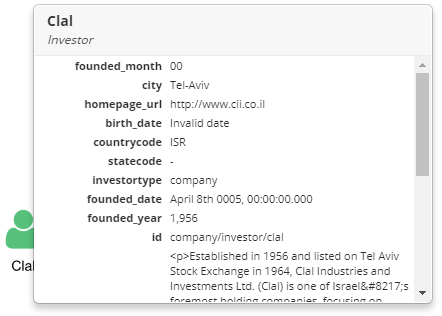 Clal
Investor
founded_month 00
city Tel-Aviv
homepage_url http://www.cii.co.il
birth_date Invalid date
countrycode ISR
statecode -
investortype company
founded_date April 8th 0005, 00:00:00.000
founded_year 1,956
id company/investor/clal
<p>Established in 1956 and listed on Tel Aviv
Stock Exchange in 1964, Clal Industries and
Investments Ltd. (Clal) is one of Israel&#8217;s
foremost holding companies, focusing on
Clal